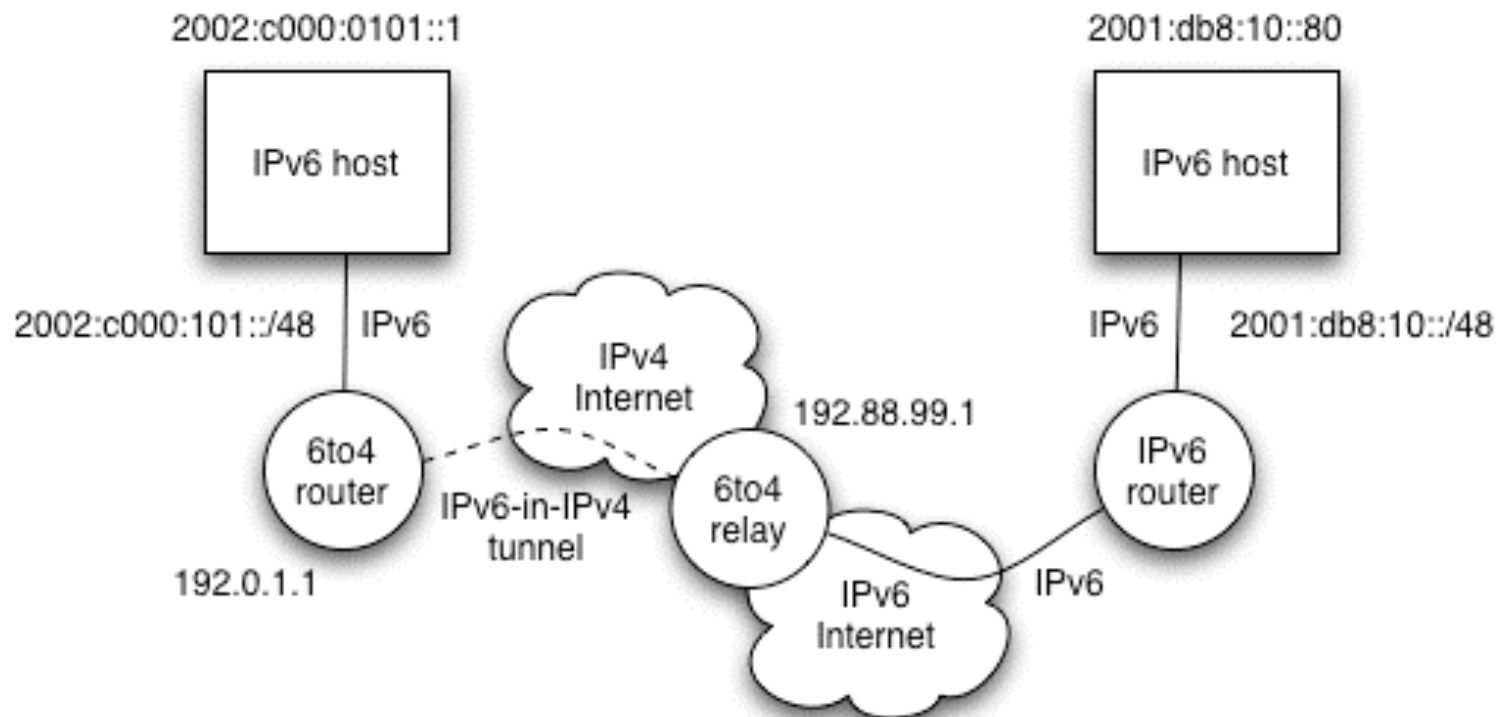 2002:c000:0101::1
2001:db8:10::80
IPv6 host
IPv6 host
2002:c000:101::/48
IPv6
IPv6
2001:db8:10::/48
IPv4
Internet
192.88.99.1
6to4
router
IPv6-in-IPv4
tunnel
6to4
relay
IPv6
router
192.0.1.1
IPv6
Internet
IPv6